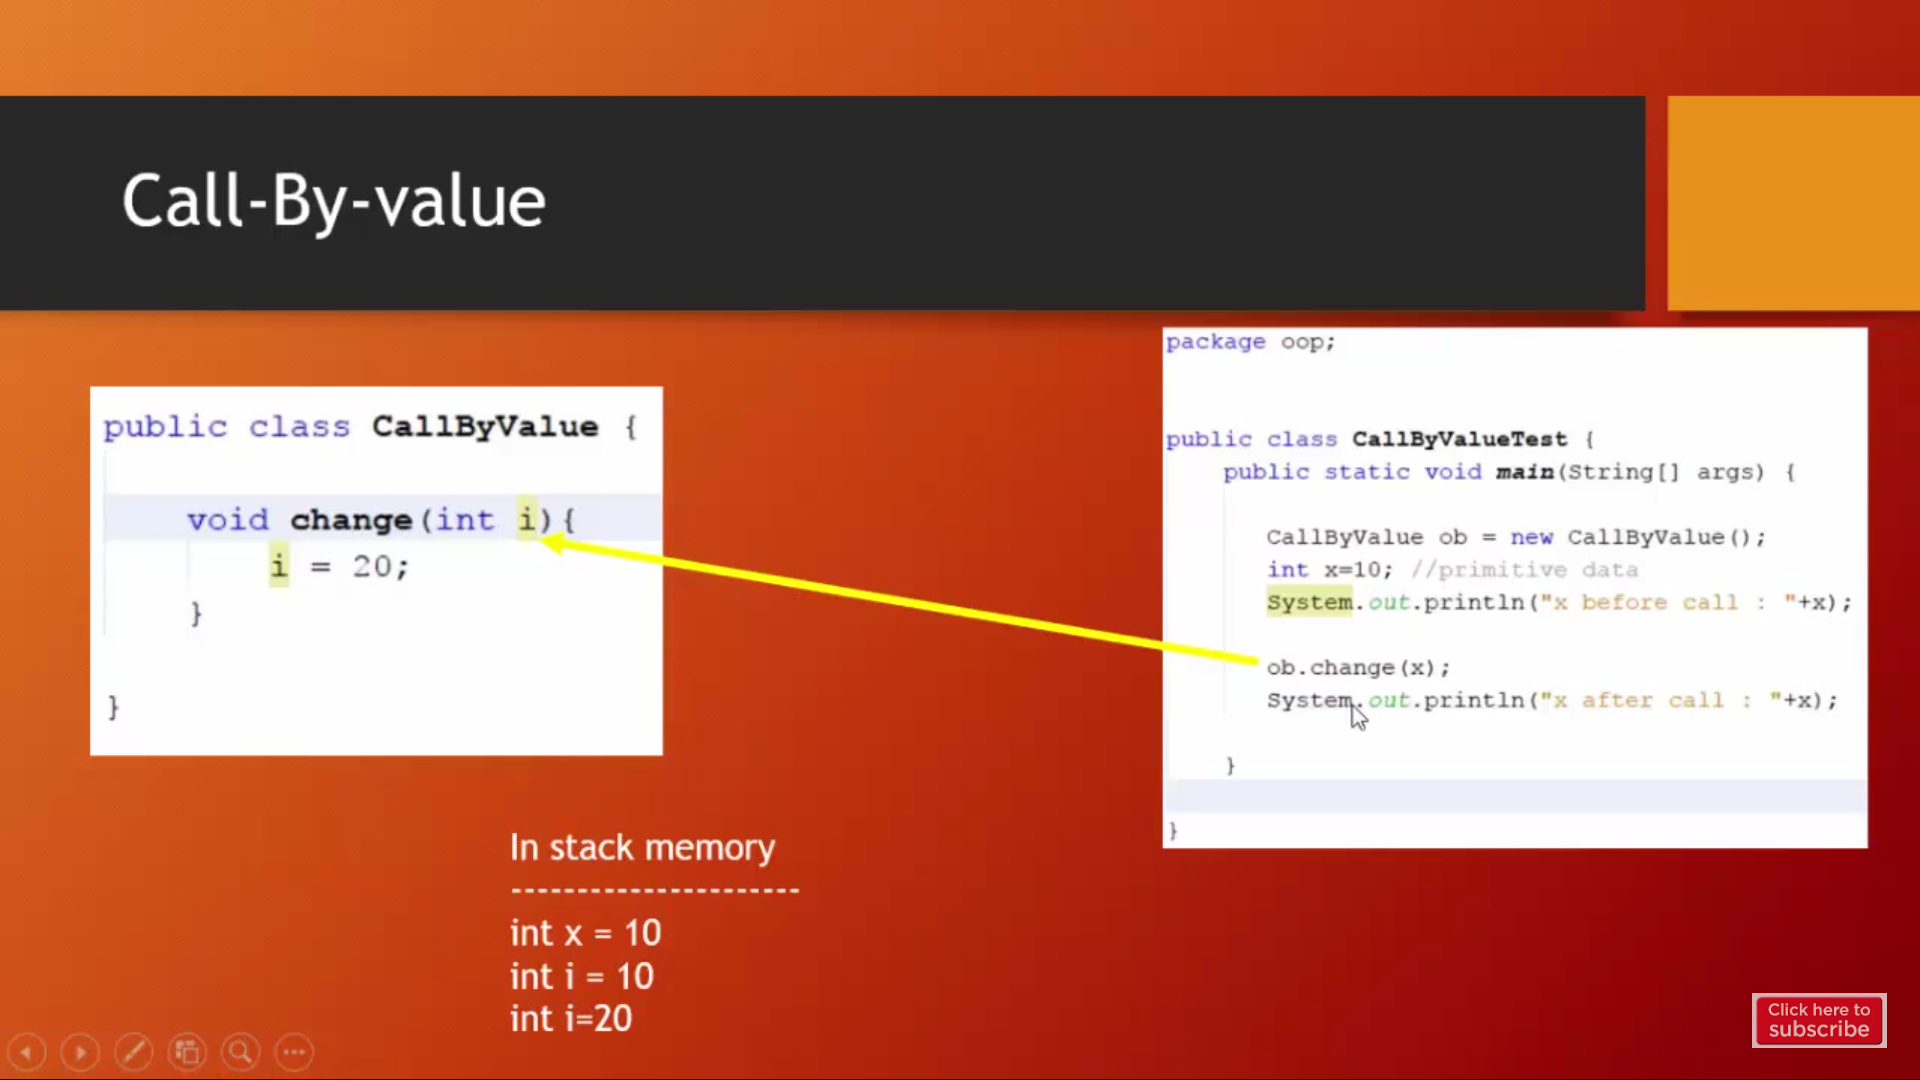 Call-By-value
public class CallByValue {
void change(int i){
i = 20;
}
}
package oop;
public class CallByValueTest {
public static void main(String[] args) {
CallByValue ob = new CallByValue();
int x=10; //primitive data
System.out.println("x before call : "+x);
ob.change(x);
System.out.println("x after call : "+x);
}
}
In stack memory
----------------------
int x = 10
int i = 10
int i=20
Click here to
subscribe